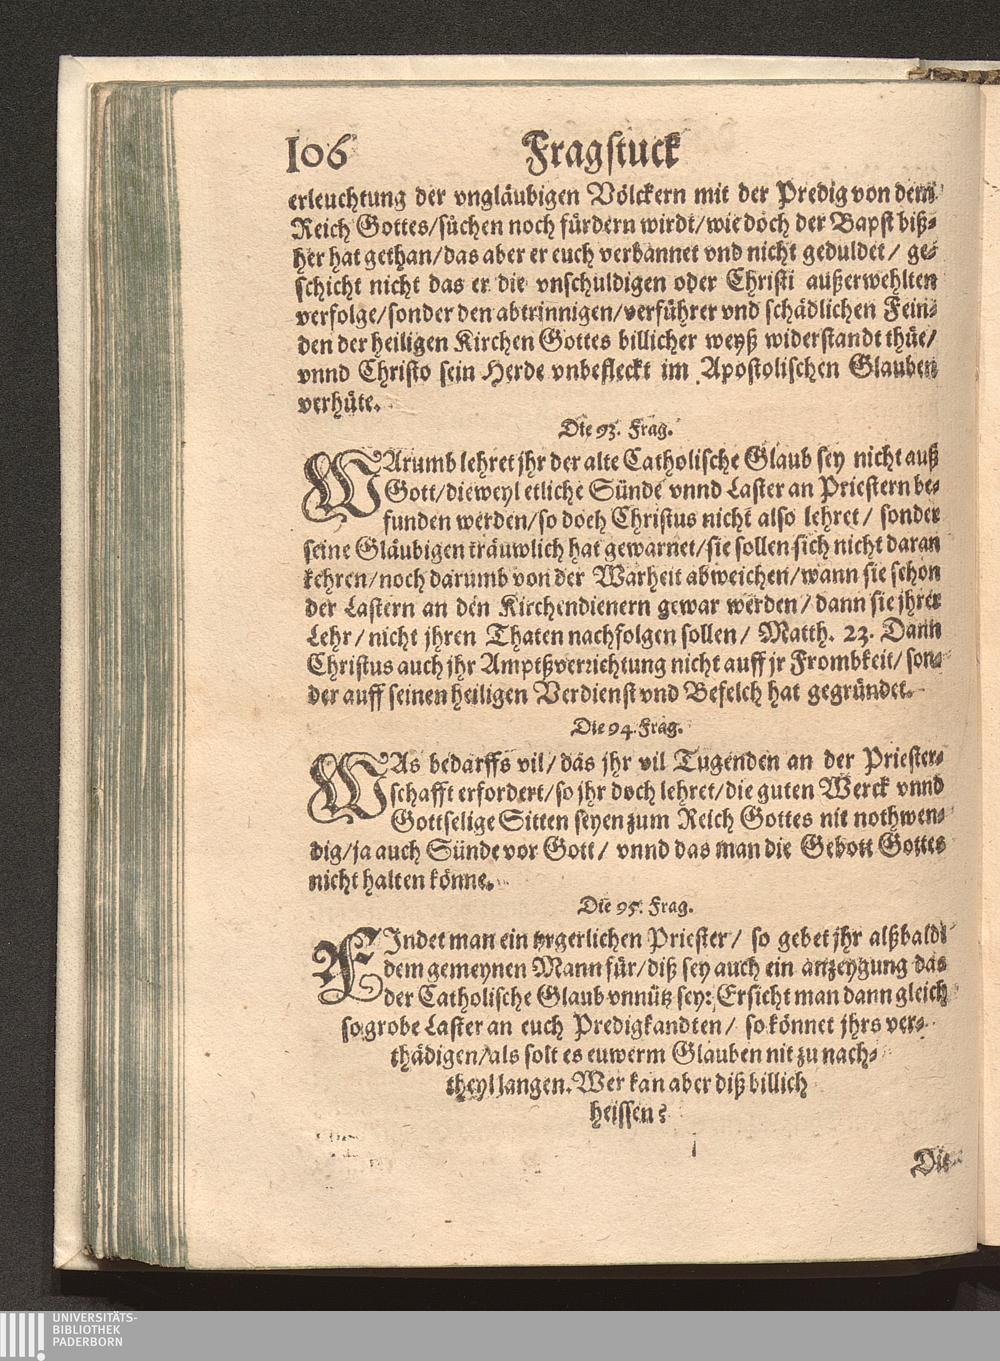 106 Fragstuck
erleuchtung der vngläubigen Völckern mit der Predig von dem
Reich Gottes/süchen noch fürdern wirdt/wie doch der Bapst biß-
her hat gethan/das aber er euch verbannet vnd nicht geduldet/ ge-
schicht nicht das er die vnschuldigen oder Christi außerwehlten
verfolge/sonder den abtrinnigen/verführer vnd schädlichen Fein-
den der heiligen Kirchen Gottes billicher weyß widerstandt thüe/
vnnd Christo sein Herde vnbefleckt im Apostolischen Glauben
verhüte.
Die 93. Frag.
WArumb lehret jhr der alte Catholische Glaub sey nicht auß
Gott/dieweyl etliche Sünde vnnd Laster an Priestern be-
funden werden/so doch Christus nicht also lehret/ sonder
seine Gläubigen träuwlich hat gewarnet/sie sollen sich nicht daran
kehren/noch darumb von der Warheit abweichen/wann sie schon
der Lastern an den Kirchendienern gewar werden/dann sie jhrer
Lehr/nicht jhren Thaten nachfolgen sollen/ Matth. 23. Dann
Christus auch jhr Amptßverzichtung nicht auff jr Frombkeit/son-
der auff seinen heiligen Verdienst vnd Befelch hat gegründet.
Die 94. Frag.
WAs bedarffs vil/das jhr vil Tugenden an der Priester-
schafft erfordert/so jhr doch lehret/die guten Werck vnnd
Gottselige Sitten seyen zum Reich Gottes nit nothwen-
dig/ja auch Sünde vor Gott/ vnnd das man die Gebott Gottes
nicht halten könne.
Die 95. Frag.
FIndet man ein ergerlichen Priester/ so gebet jhr alßbald
dem gemeynen Mann für/diß sey auch ein anzeygung das
der Catholische Glaub vnnütz sey: Ersicht man dann gleich
so grobe Laster an euch Predigkandten/ so könnet jhrs ver-
thädigen/als solt es euwerm Glauben nit zu nach-
theyl langen. Wer kan aber diß billich
heissen?
Die
UNIVERSITÄTS-
BIBLIOTHEK
PADERBORN